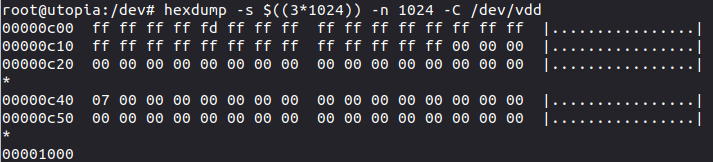 root@utopia:/dev# hexdump -s $((3*1024)) -n 1024 -C /dev/vdd
00000c00  ff ff ff ff fd ff ff ff  ff ff ff ff ff ff ff ff  |................|
00000c10  ff ff ff ff ff ff ff ff  ff ff ff ff ff 00 00 00  |................|
00000c20  00 00 00 00 00 00 00 00  00 00 00 00 00 00 00 00  |................|
*
00000c40  07 00 00 00 00 00 00 00  00 00 00 00 00 00 00 00  |................|
00000c50  00 00 00 00 00 00 00 00  00 00 00 00 00 00 00 00  |................|
*
00001000